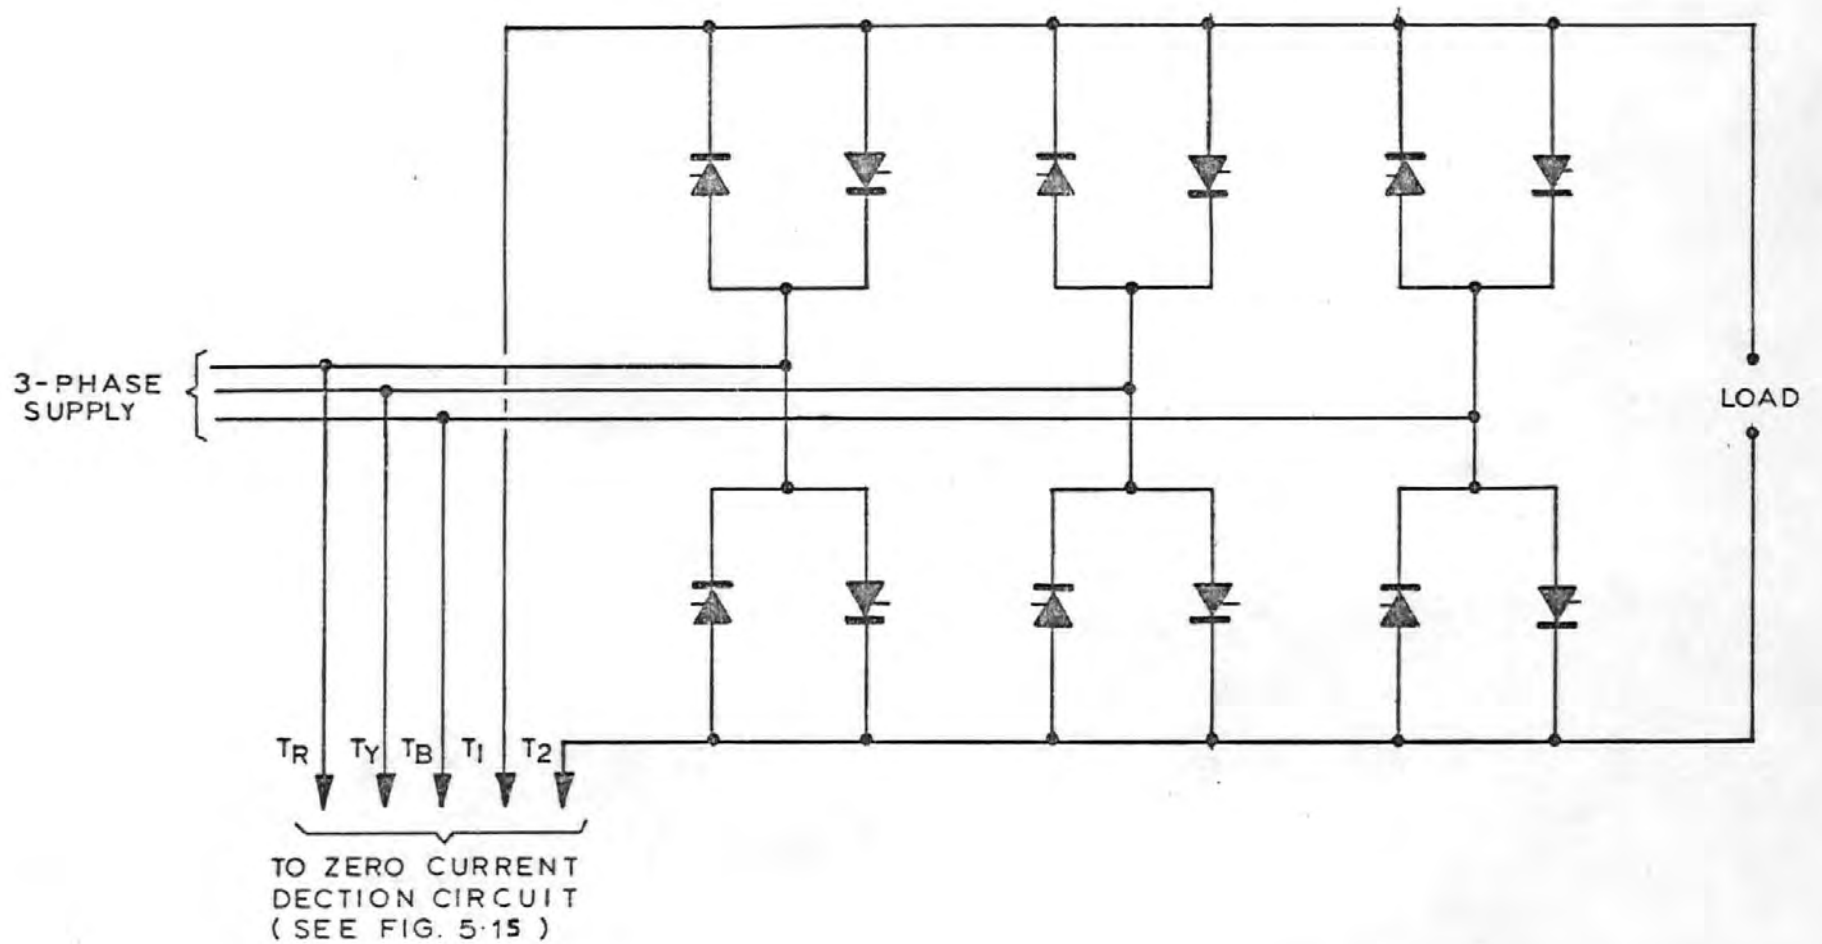 3-PHASE
SUPPLY
LOAD
TR TY TB T1 T2
TO ZERO CURRENT
DECTION CIRCUIT
(SEE FIG. 5·15)